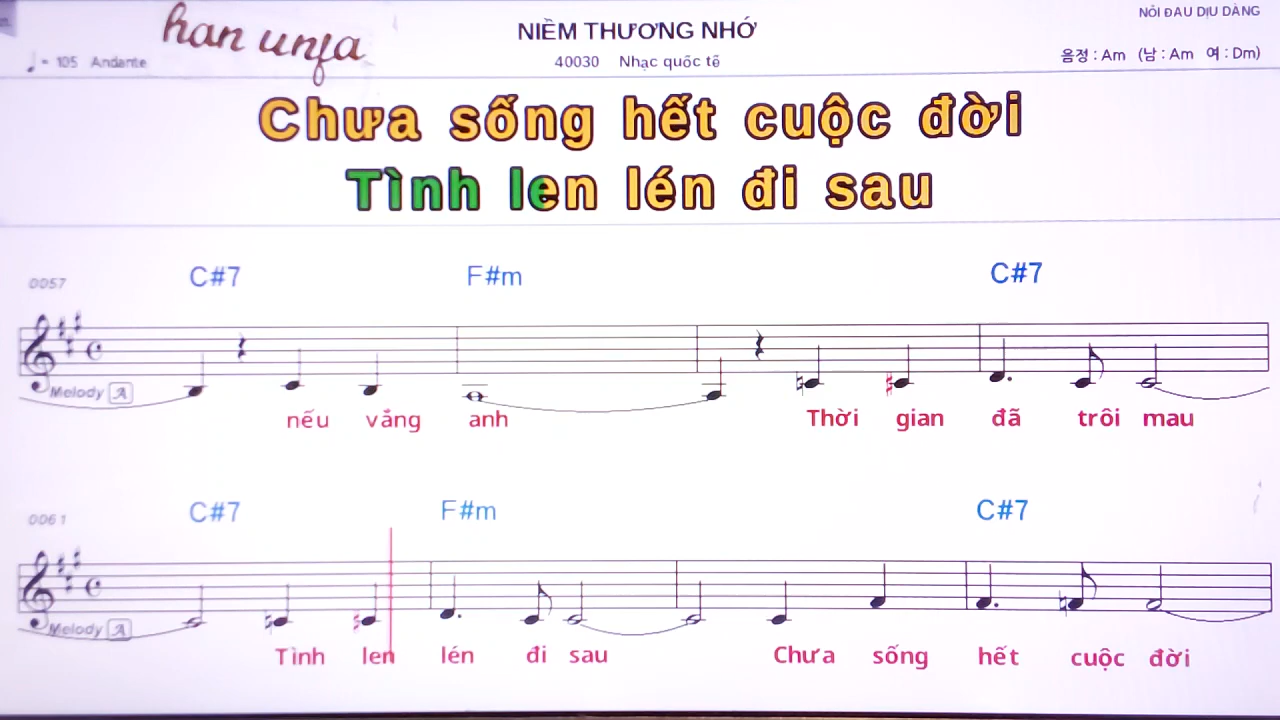 NỖI ĐAU DỊU DÀNG
han unfa
NIỀM THƯƠNG NHỚ
♩ = 105 Andante
40030 Nhạc quốc tế
음정 : Am (남 : Am 여 : Dm)
Chưa sống hết cuộc đời
Tình len lén đi sau
0057
C#7 F#m C#7
Melody A
nếu vắng anh Thời gian đã trôi mau
0061
C#7 F#m C#7
Melody A
Tình len lén đi sau Chưa sống hết cuộc đời